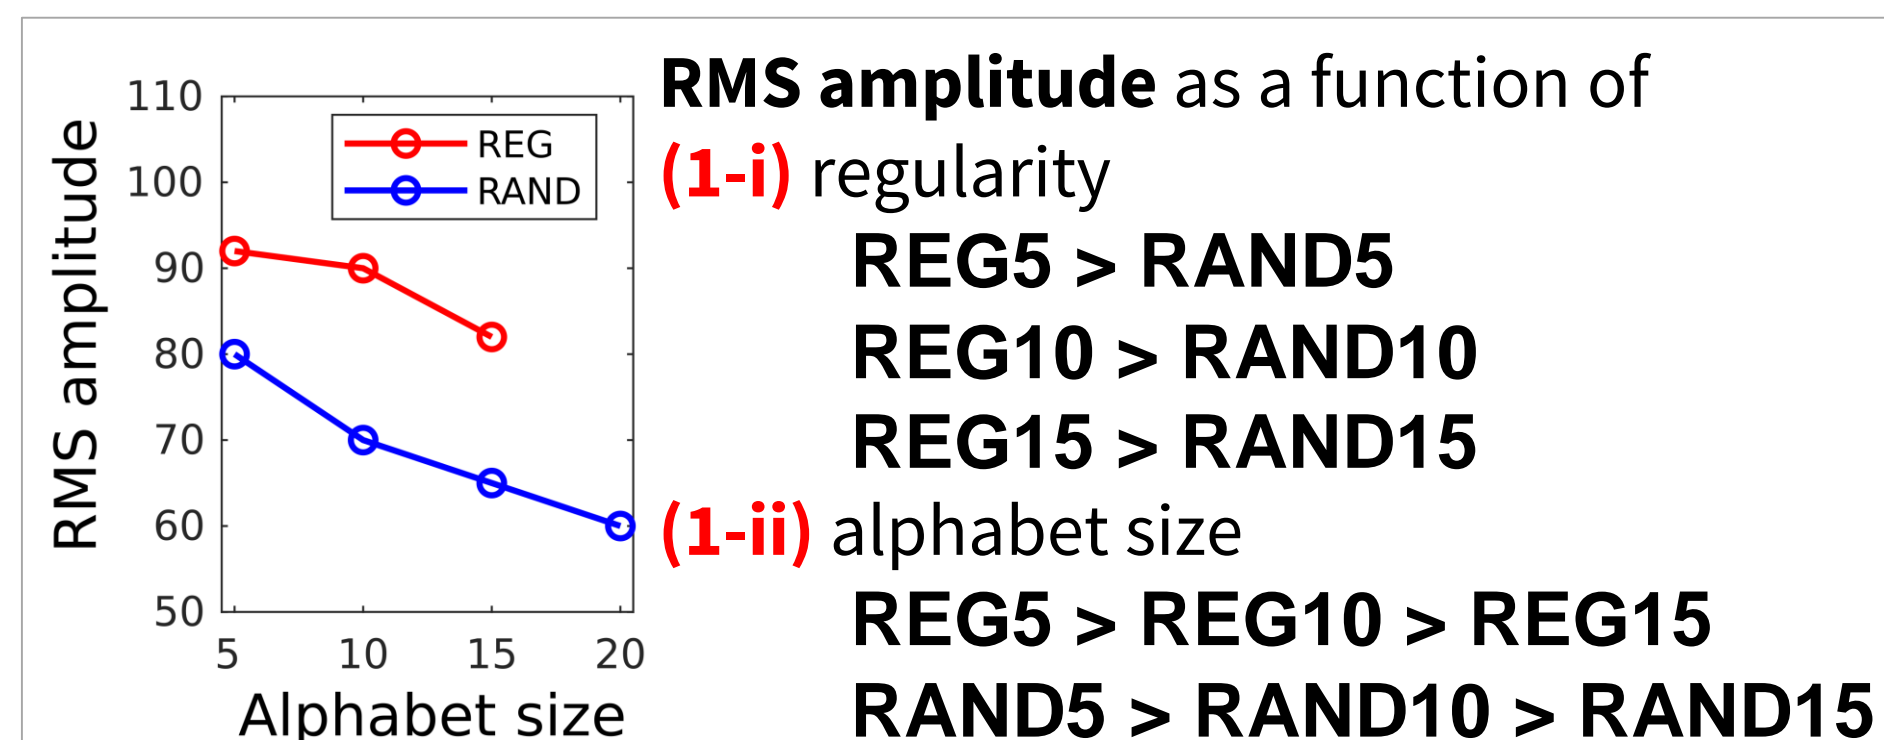 RMS amplitude as a function of
(1-i) regularity
REG5 > RAND5
REG10 > RAND10
REG15 > RAND15
(1-ii) alphabet size
REG5 > REG10 > REG15
RAND5 > RAND10 > RAND15
RMS amplitude
110
100
90
80
70
60
50
REG
RAND
5 10 15 20
Alphabet size